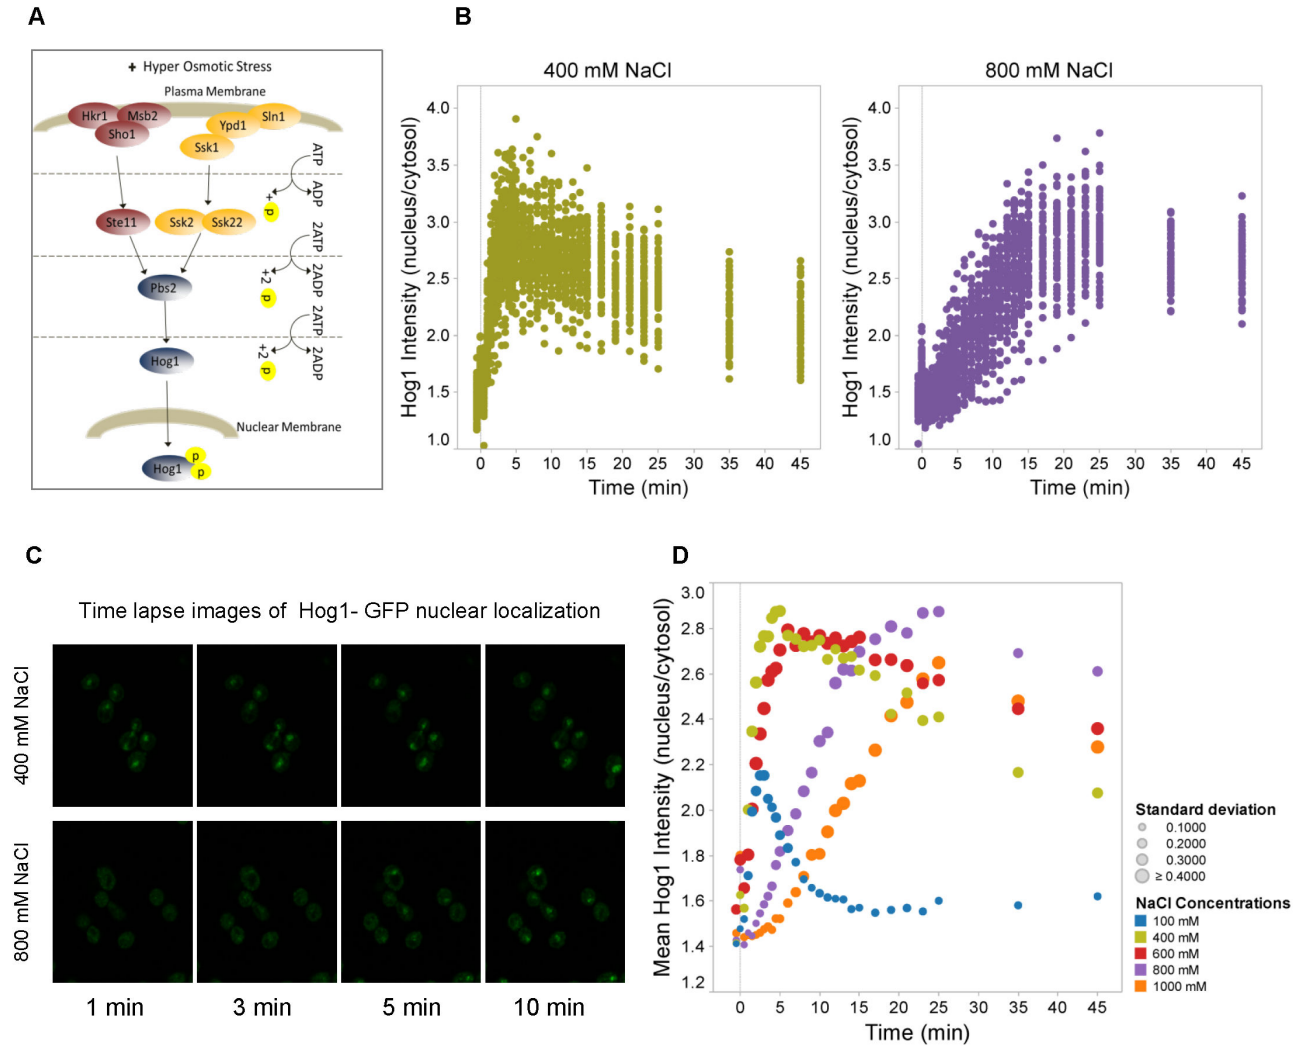 A
+ Hyper Osmotic Stress
Plasma Membrane
Hkr1
Msb2
Sho1
Sln1
Ypd1
Ssk1
ATP
ADP
+
p
Ste11
Ssk2
Ssk22
2ATP
2ADP
+2
p
Pbs2
2ATP
2ADP
+2
p
Hog1
Nuclear Membrane
Hog1
p
p
B
400 mM NaCl
Hog1 Intensity (nucleus/cytosol)
4.0
3.5
3.0
2.5
2.0
1.5
1.0
0 5 10 15 20 25 30 35 40 45
Time (min)
800 mM NaCl
Hog1 Intensity (nucleus/cytosol)
4.0
3.5
3.0
2.5
2.0
1.5
1.0
0 5 10 15 20 25 30 35 40 45
Time (min)
C
Time lapse images of Hog1- GFP nuclear localization
400 mM NaCl
800 mM NaCl
1 min 3 min 5 min 10 min
D
Mean Hog1 Intensity (nucleus/cytosol)
3.0
2.8
2.6
2.4
2.2
2.0
1.8
1.6
1.4
1.2
0 5 10 15 20 25 30 35 40 45
Time (min)
Standard deviation
0.1000
0.2000
0.3000
≥ 0.4000
NaCl Concentrations
100 mM
400 mM
600 mM
800 mM
1000 mM